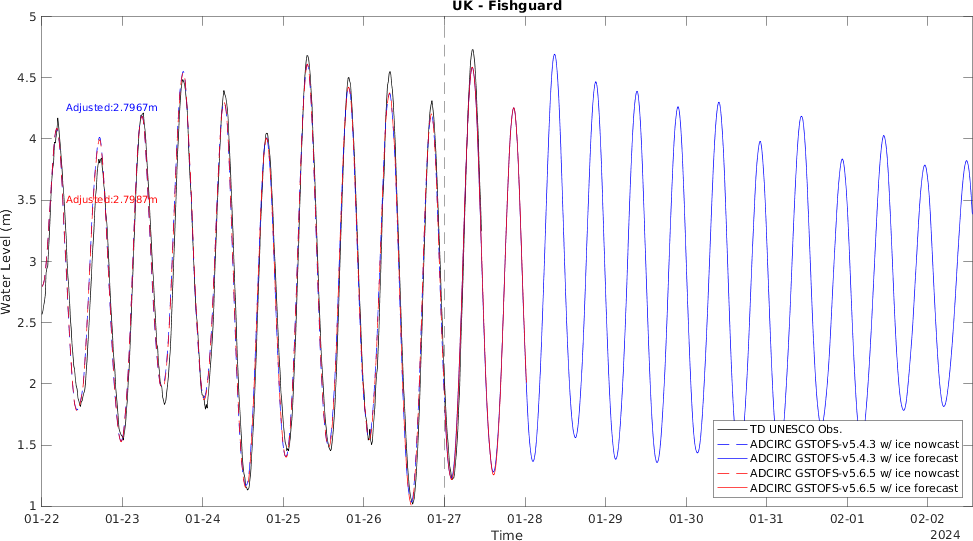 UK - Fishguard
5
4.5
4
3.5
3
2.5
2
1.5
1
Water Level (m)
Adjusted:2.7967m
Adjusted:2.7987m
TD UNESCO Obs.
ADCIRC GSTOFS-v5.4.3 w/ ice nowcast
ADCIRC GSTOFS-v5.4.3 w/ ice forecast
ADCIRC GSTOFS-v5.6.5 w/ ice nowcast
ADCIRC GSTOFS-v5.6.5 w/ ice forecast
01-22 01-23 01-24 01-25 01-26 01-27 01-28 01-29 01-30 01-31 02-01 02-02
Time
2024